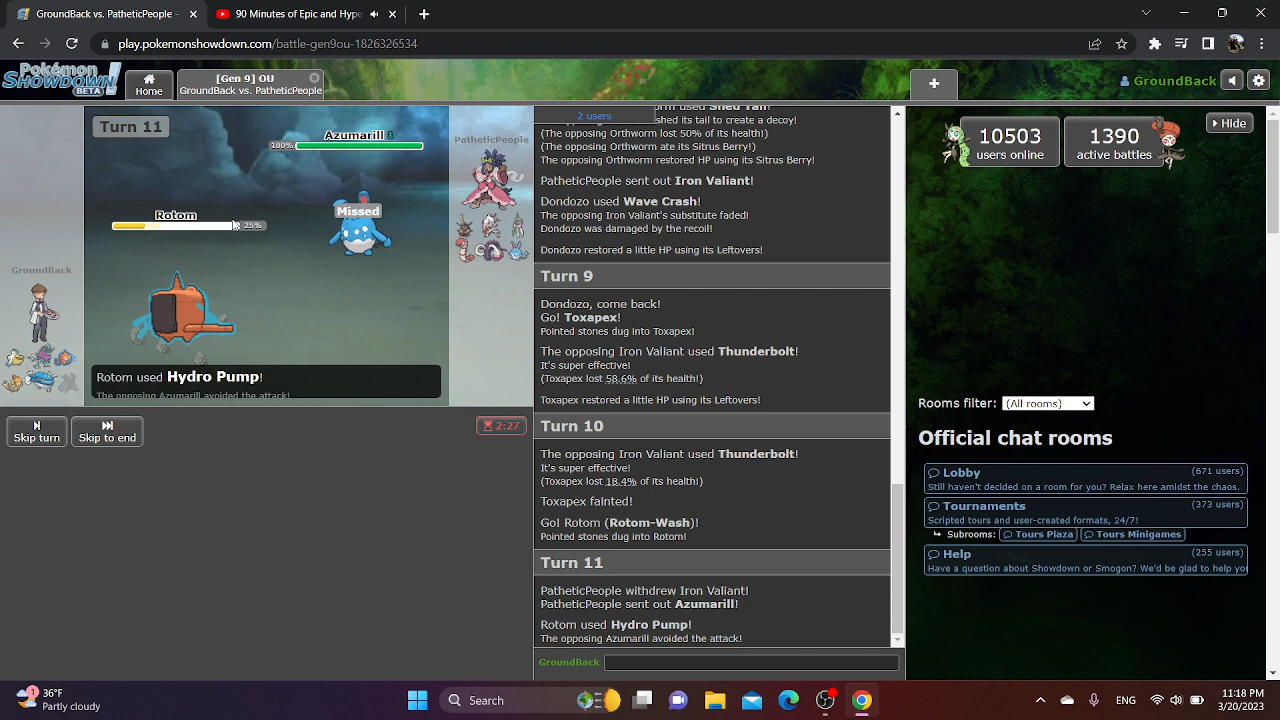 GroundBack vs. PatheticPeople -
90 Minutes of Epic and Hype
play.pokemonshowdown.com/battle-gen9ou-1826326534
Pokémon
SHOWDOWN!
BETA
Home
[Gen 9] OU
GroundBack vs. PatheticPeople
GroundBack
Turn 11
Azumarill
100%
Rotom
25%
Missed
Rotom used Hydro Pump!
The opposing Azumarill avoided the attack!
GroundBack
PatheticPeople
Skip turn
Skip to end
2:27
2 users
(The opposing Orthworm lost 50% of its health!)
(The opposing Orthworm ate its Sitrus Berry!)
The opposing Orthworm restored HP using its Sitrus Berry!
PatheticPeople sent out Iron Valiant!
Dondozo used Wave Crash!
The opposing Iron Valiant's substitute faded!
Dondozo was damaged by the recoil!
Dondozo restored a little HP using its Leftovers!
Turn 9
Dondozo, come back!
Go! Toxapex!
Pointed stones dug into Toxapex!
The opposing Iron Valiant used Thunderbolt!
It's super effective!
(Toxapex lost 58.6% of its health!)
Toxapex restored a little HP using its Leftovers!
Turn 10
The opposing Iron Valiant used Thunderbolt!
It's super effective!
(Toxapex lost 18.4% of its health!)
Toxapex fainted!
Go! Rotom (Rotom-Wash)!
Pointed stones dug into Rotom!
Turn 11
PatheticPeople withdrew Iron Valiant!
PatheticPeople sent out Azumarill!
Rotom used Hydro Pump!
The opposing Azumarill avoided the attack!
GroundBack
10503
users online
1390
active battles
Hide
Rooms filter: (All rooms)
Official chat rooms
Lobby (671 users)
Still haven't decided on a room for you? Relax here amidst the chaos.
Tournaments (373 users)
Scripted tours and user-created formats, 24/7!
Subrooms: Tours Plaza Tours Minigames
Help (255 users)
Have a question about Showdown or Smogon? We'd be glad to help you
1
36°F
Partly cloudy
Search
ENG
11:18 PM
3/20/2023